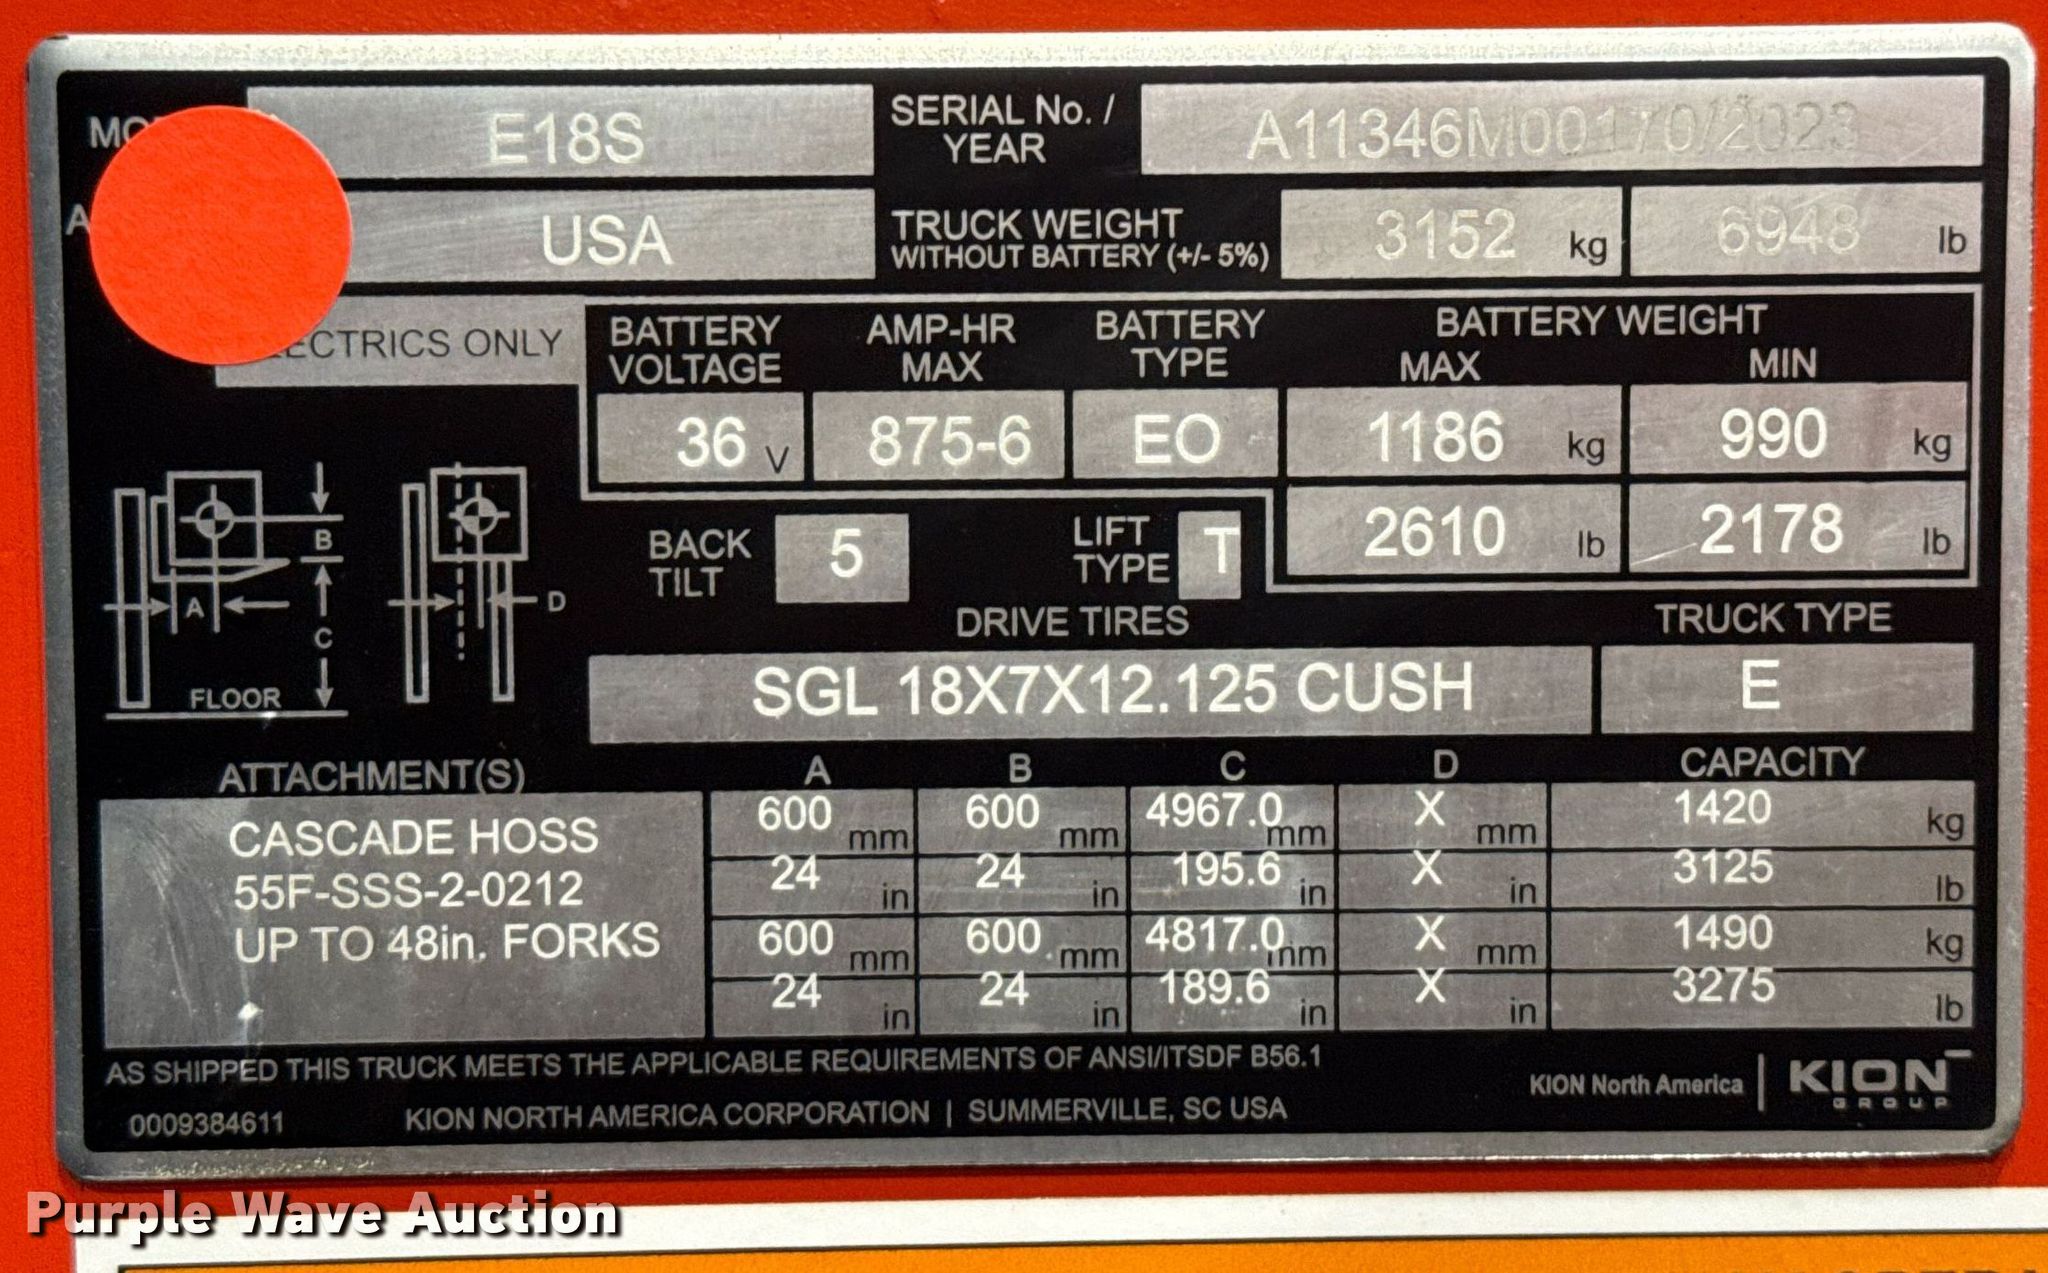 E18S
SERIAL No. / YEAR
A11346M00170/2023
USA
TRUCK WEIGHT
WITHOUT BATTERY (+/- 5%)
3152 kg
6948 lb
ELECTRICS ONLY
BATTERY VOLTAGE
AMP-HR MAX
BATTERY TYPE
BATTERY WEIGHT
MAX MIN
36 V
875-6
EO
1186 kg
990 kg
2610 lb
2178 lb
BACK TILT
5
LIFT TYPE
T
A
B
C
D
FLOOR
DRIVE TIRES
TRUCK TYPE
SGL 18X7X12.125 CUSH
E
ATTACHMENT(S) A B C D CAPACITY
CASCADE HOSS
55F-SSS-2-0212
UP TO 48in. FORKS
600 mm 600 mm 4967.0 mm X mm 1420 kg
24 in 24 in 195.6 in X in 3125 lb
600 mm 600 mm 4817.0 mm X mm 1490 kg
24 in 24 in 189.6 in X in 3275 lb
AS SHIPPED THIS TRUCK MEETS THE APPLICABLE REQUIREMENTS OF ANSI/ITSDF B56.1
0009384611
KION NORTH AMERICA CORPORATION | SUMMERVILLE, SC USA
KION North America | KION GROUP
Purple Wave Auction